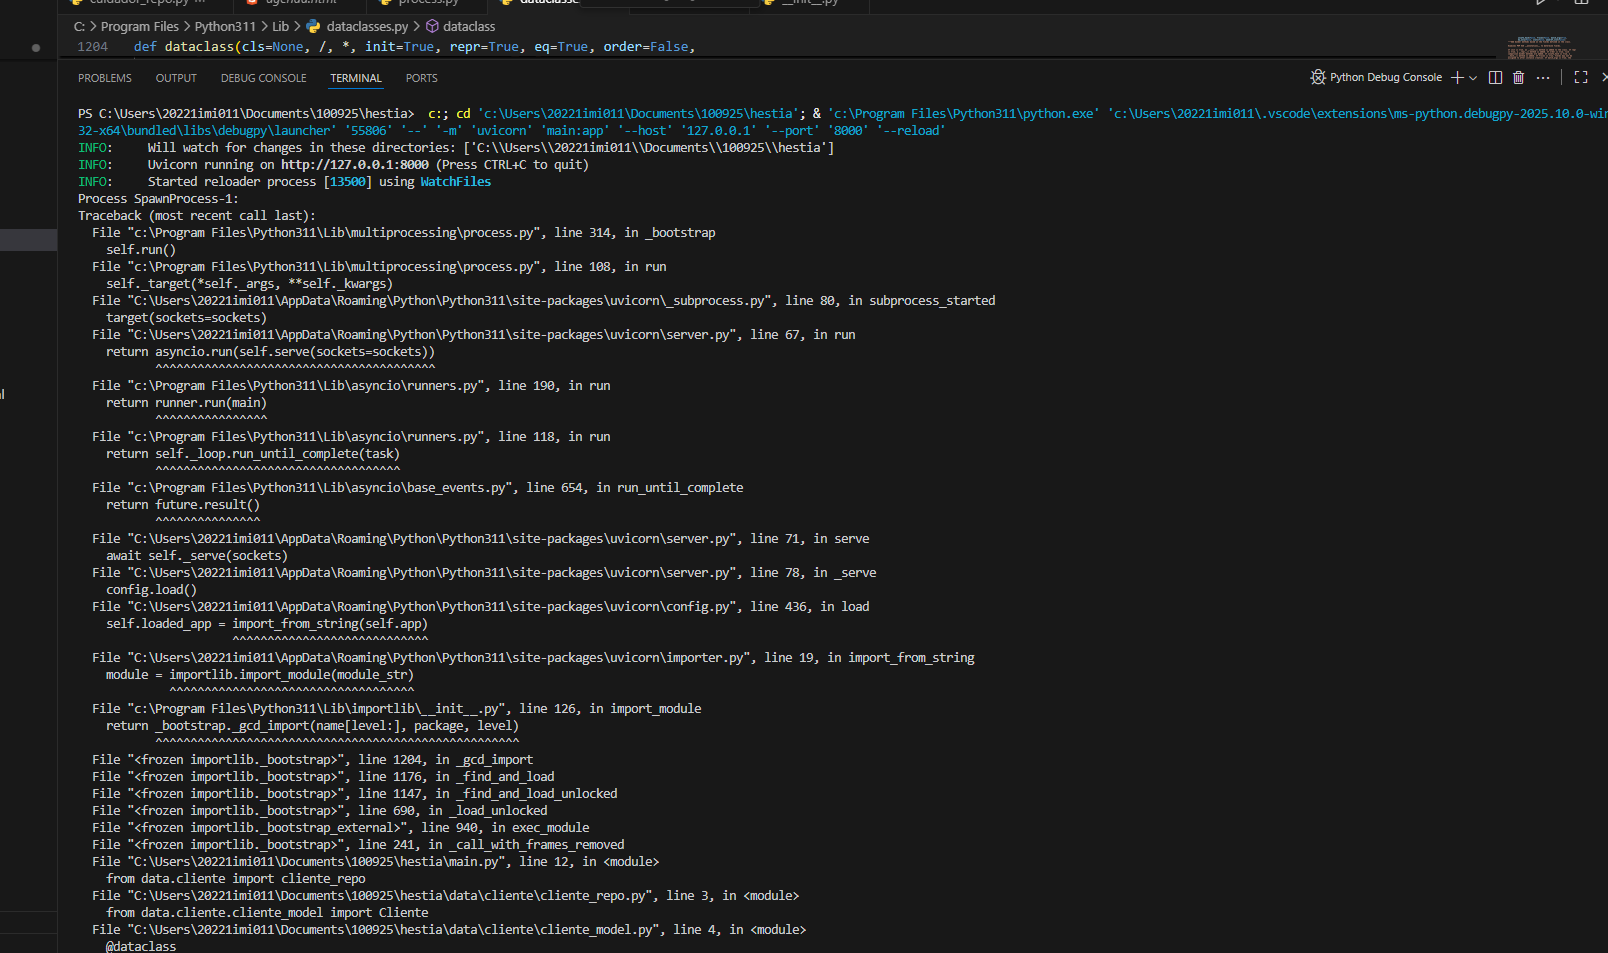 C: > Program Files > Python311 > Lib > dataclasses.py > dataclass
1204 def dataclass(cls=None, /, *, init=True, repr=True, eq=True, order=False,
PROBLEMS OUTPUT DEBUG CONSOLE TERMINAL PORTS Python Debug Console
PS C:\Users\20221imi011\Documents\100925\hestia> c:; cd 'c:\Users\20221imi011\Documents\100925\hestia'; & 'c:\Program Files\Python311\python.exe' 'c:\Users\20221imi011\.vscode\extensions\ms-python.debugpy-2025.10.0-win
32-x64\bundled\libs\debugpy\launcher' '55806' '--' '-m' 'uvicorn' 'main:app' '--host' '127.0.0.1' '--port' '8000' '--reload'
INFO: Will watch for changes in these directories: ['C:\\Users\\20221imi011\\Documents\\100925\\hestia']
INFO: Uvicorn running on http://127.0.0.1:8000 (Press CTRL+C to quit)
INFO: Started reloader process [13500] using WatchFiles
Process SpawnProcess-1:
Traceback (most recent call last):
File "c:\Program Files\Python311\Lib\multiprocessing\process.py", line 314, in _bootstrap
self.run()
File "c:\Program Files\Python311\Lib\multiprocessing\process.py", line 108, in run
self._target(*self._args, **self._kwargs)
File "C:\Users\20221imi011\AppData\Roaming\Python\Python311\site-packages\uvicorn\_subprocess.py", line 80, in subprocess_started
target(sockets=sockets)
File "C:\Users\20221imi011\AppData\Roaming\Python\Python311\site-packages\uvicorn\server.py", line 67, in run
return asyncio.run(self.serve(sockets=sockets))
^^^^^^^^^^^^^^^^^^^^^^^^^^^^^^^^^^^^^^^^
File "c:\Program Files\Python311\Lib\asyncio\runners.py", line 190, in run
return runner.run(main)
^^^^^^^^^^^^^^^^
File "c:\Program Files\Python311\Lib\asyncio\runners.py", line 118, in run
return self._loop.run_until_complete(task)
^^^^^^^^^^^^^^^^^^^^^^^^^^^^^^^^^^^
File "c:\Program Files\Python311\Lib\asyncio\base_events.py", line 654, in run_until_complete
return future.result()
^^^^^^^^^^^^^^^
File "C:\Users\20221imi011\AppData\Roaming\Python\Python311\site-packages\uvicorn\server.py", line 71, in serve
await self._serve(sockets)
File "C:\Users\20221imi011\AppData\Roaming\Python\Python311\site-packages\uvicorn\server.py", line 78, in _serve
config.load()
File "C:\Users\20221imi011\AppData\Roaming\Python\Python311\site-packages\uvicorn\config.py", line 436, in load
self.loaded_app = import_from_string(self.app)
^^^^^^^^^^^^^^^^^^^^^^^^^^^^
File "C:\Users\20221imi011\AppData\Roaming\Python\Python311\site-packages\uvicorn\importer.py", line 19, in import_from_string
module = importlib.import_module(module_str)
^^^^^^^^^^^^^^^^^^^^^^^^^^^^^^^^^^^
File "c:\Program Files\Python311\Lib\importlib\__init__.py", line 126, in import_module
return _bootstrap._gcd_import(name[level:], package, level)
^^^^^^^^^^^^^^^^^^^^^^^^^^^^^^^^^^^^^^^^^^^^^^^^^^^^
File "<frozen importlib._bootstrap>", line 1204, in _gcd_import
File "<frozen importlib._bootstrap>", line 1176, in _find_and_load
File "<frozen importlib._bootstrap>", line 1147, in _find_and_load_unlocked
File "<frozen importlib._bootstrap>", line 690, in _load_unlocked
File "<frozen importlib._bootstrap_external>", line 940, in exec_module
File "<frozen importlib._bootstrap>", line 241, in _call_with_frames_removed
File "C:\Users\20221imi011\Documents\100925\hestia\main.py", line 12, in <module>
from data.cliente import cliente_repo
File "C:\Users\20221imi011\Documents\100925\hestia\data\cliente\cliente_repo.py", line 3, in <module>
from data.cliente.cliente_model import Cliente
File "C:\Users\20221imi011\Documents\100925\hestia\data\cliente\cliente_model.py", line 4, in <module>
@dataclass